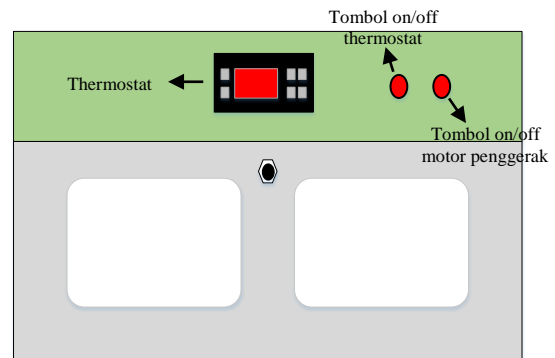 Tombol on/off
thermostat
Thermostat
Tombol on/off
motor penggerak